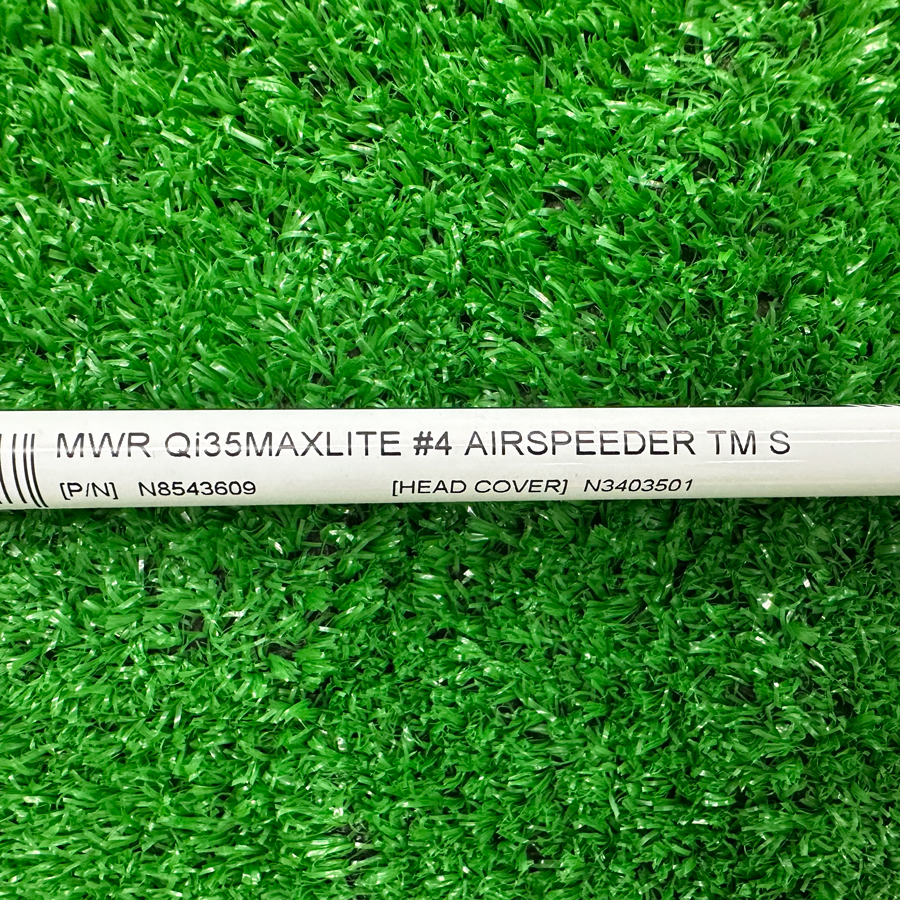 MWR Qi35MAXLITE #4 AIRSPEEDER TM S
[P/N] N8543609 [HEAD COVER] N3403501